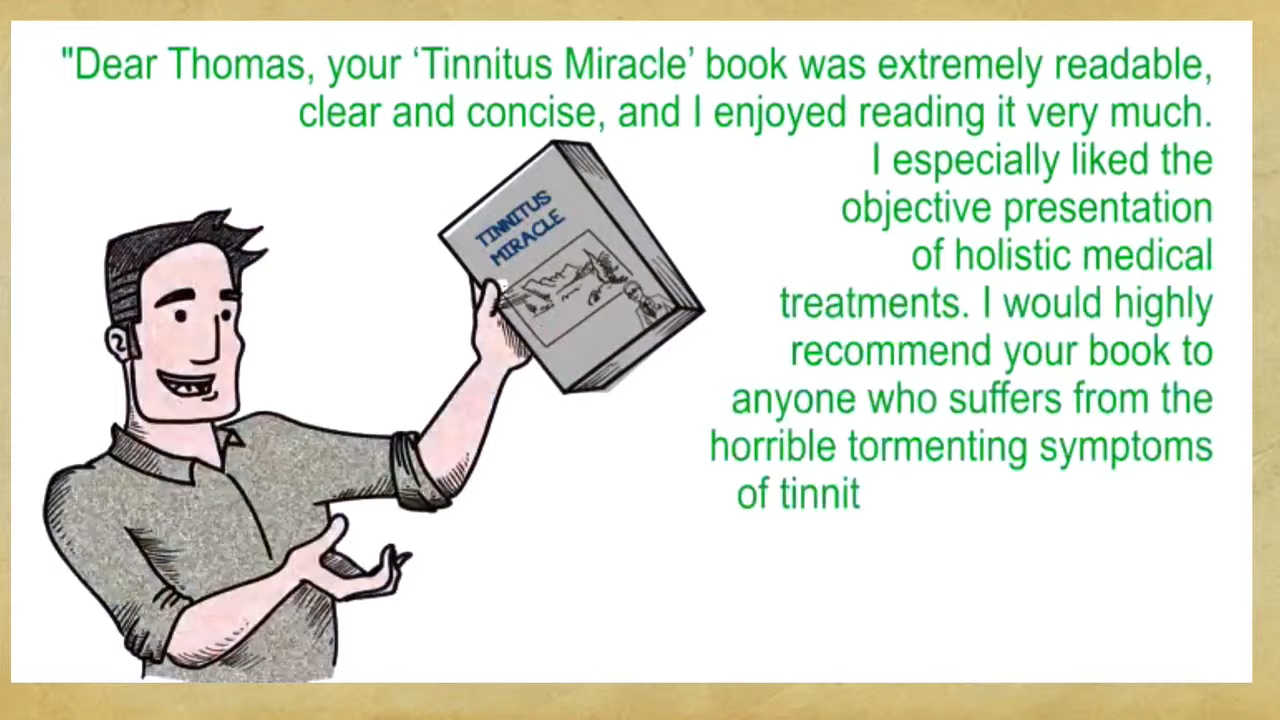 "Dear Thomas, your ‘Tinnitus Miracle’ book was extremely readable,
clear and concise, and I enjoyed reading it very much.
I especially liked the
objective presentation
of holistic medical
treatments. I would highly
recommend your book to
anyone who suffers from the
horrible tormenting symptoms
of tinnit
TINNITUS
MIRACLE